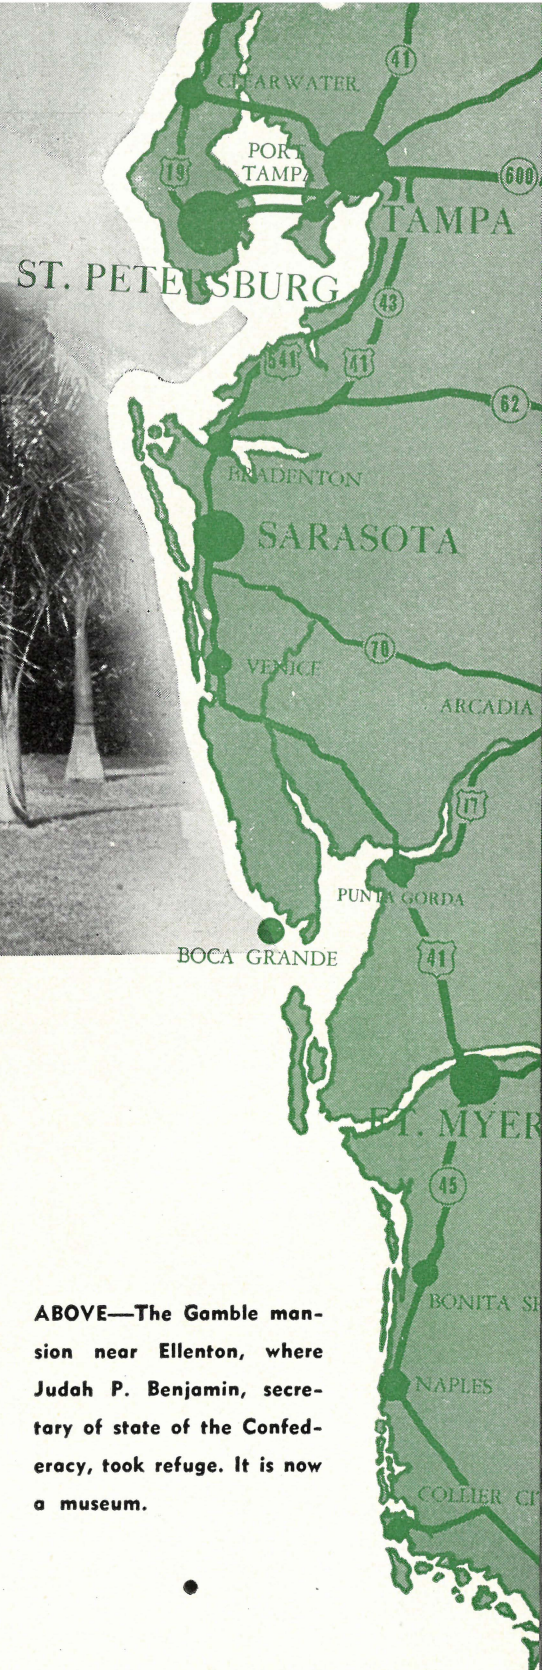 41
CLEARWATER
19
PORT
TAMPA
600
TAMPA
ST. PETERSBURG
43
541
41
62
BRADENTON
SARASOTA
70
VENICE
ARCADIA
17
PUNTA GORDA
41
BOCA GRANDE
FT. MYER
45
BONITA
NAPLES
COLLIER CI
ABOVE—The Gamble man-
sion near Ellenton, where
Judah P. Benjamin, secre-
tary of state of the Confed-
eracy, took refuge. It is now
a museum.